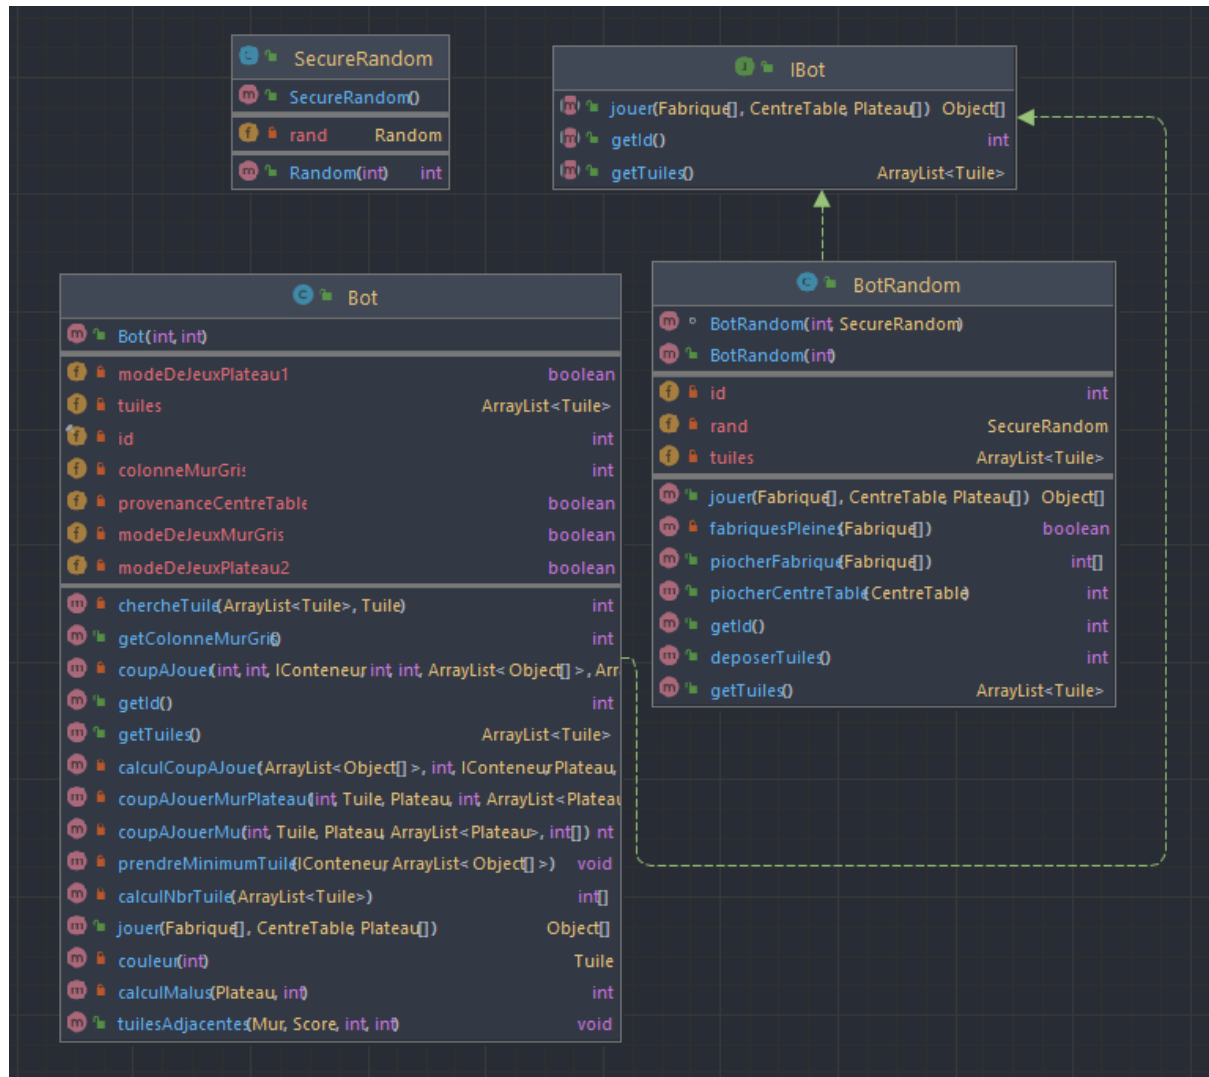 SecureRandom
SecureRandom()
rand Random
Random(int) int
IBot
jouer(Fabrique[], CentreTable, Plateau[]) Object[]
getId() int
getTuiles() ArrayList<Tuile>
Bot
Bot(int, int)
modeDeJeuxPlateau1 boolean
tuiles ArrayList<Tuile>
id int
colonneMurGris int
provenanceCentreTable boolean
modeDeJeuxMurGris boolean
modeDeJeuxPlateau2 boolean
chercheTuile(ArrayList<Tuile>, Tuile) int
getColonneMurGris() int
coupAJouer(int, int, IConteneur, int, int, ArrayList<Object[]>, Arr
getId() int
getTuiles() ArrayList<Tuile>
calculCoupAJouer(ArrayList<Object[]>, int, IConteneur, Plateau,
coupAJouerMurPlateau(int, Tuile, Plateau, int, ArrayList<Plateau
coupAJouerMur(int, Tuile, Plateau, ArrayList<Plateau>, int[]) nt
prendreMinimumTuile(IConteneur, ArrayList<Object[]>) void
calculNbrTuile(ArrayList<Tuile>) int[]
jouer(Fabrique[], CentreTable, Plateau[]) Object[]
couleur(int) Tuile
calculMalus(Plateau, int) int
tuilesAdjacentes(Mur, Score, int, int) void
BotRandom
BotRandom(int, SecureRandom)
BotRandom(int)
id int
rand SecureRandom
tuiles ArrayList<Tuile>
jouer(Fabrique[], CentreTable, Plateau[]) Object[]
fabriquesPleines(Fabrique[]) boolean
piocherFabrique(Fabrique[]) int[]
piocherCentreTable(CentreTable) int
getId() int
deposerTuiles() int
getTuiles() ArrayList<Tuile>